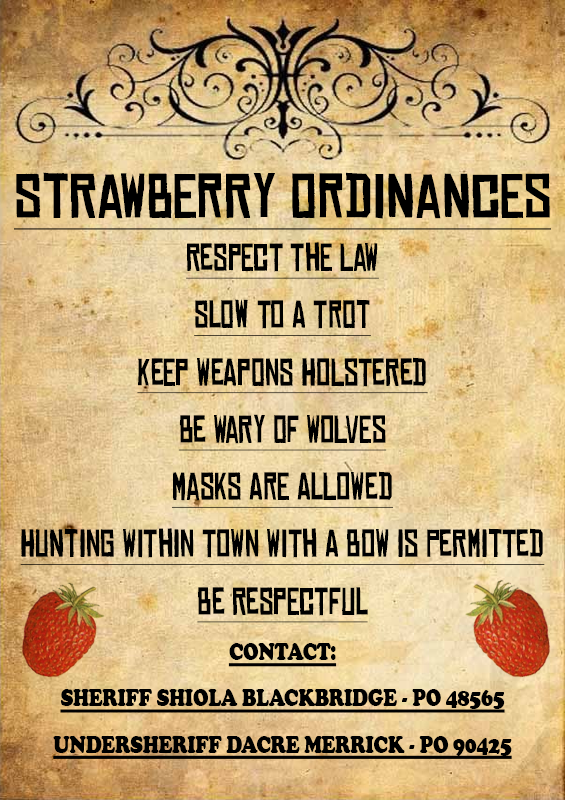 STRAWBERRY ORDINANCES
RESPECT THE LAW
SLOW TO A TROT
KEEP WEAPONS HOLSTERED
BE WARY OF WOLVES
MASKS ARE ALLOWED
HUNTING WITHIN TOWN WITH A BOW IS PERMITTED
BE RESPECTFUL
CONTACT:
SHERIFF SHIOLA BLACKBRIDGE - PO 48565
UNDERSHERIFF DACRE MERRICK - PO 90425